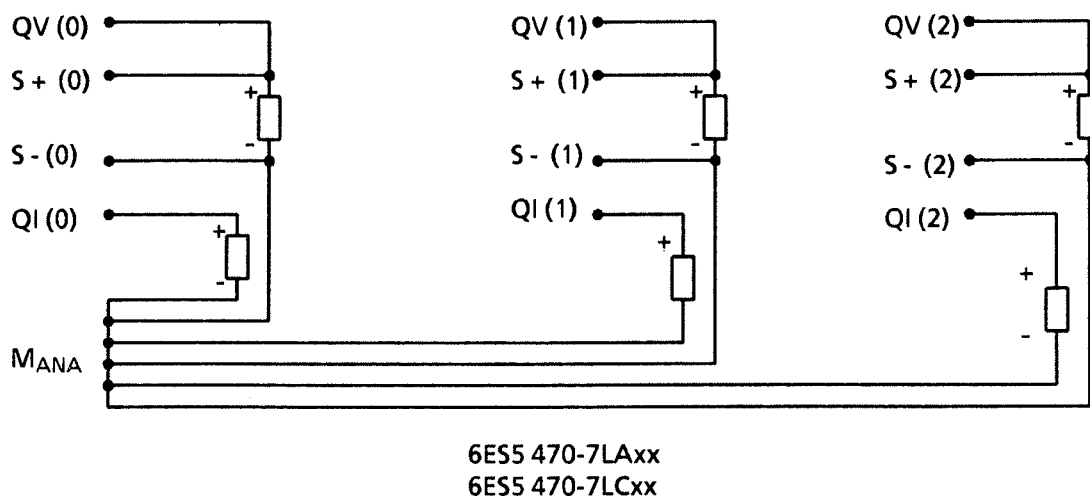 QV (0)
QV (1)
QV (2)
S + (0)
S + (1)
S + (2)
+
+
+
-
-
-
S - (0)
S - (1)
S - (2)
QI (0)
QI (1)
QI (2)
+
+
+
-
-
MANA
6ES5 470-7LAxx
6ES5 470-7LCxx